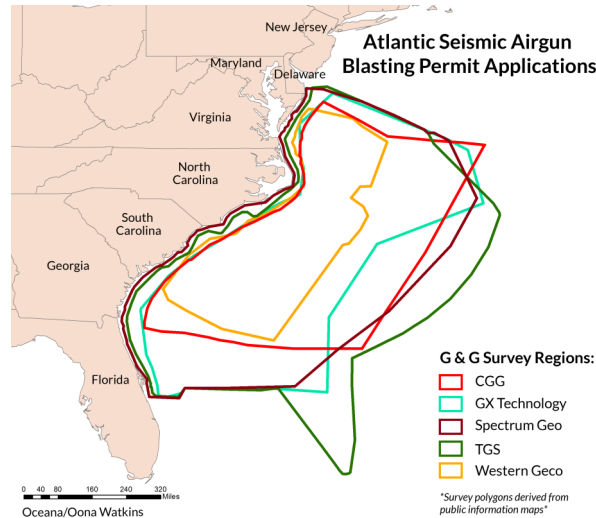 New Jersey
Atlantic Seismic Airgun
Blasting Permit Applications
Maryland
Delaware
Virginia
North
Carolina
South
Carolina
Georgia
Florida
G & G Survey Regions:
CGG
GX Technology
Spectrum Geo
TGS
Western Geco
0 40 80 160 240 320
Miles
Oceana/Oona Watkins
*Survey polygons derived from
public information maps*